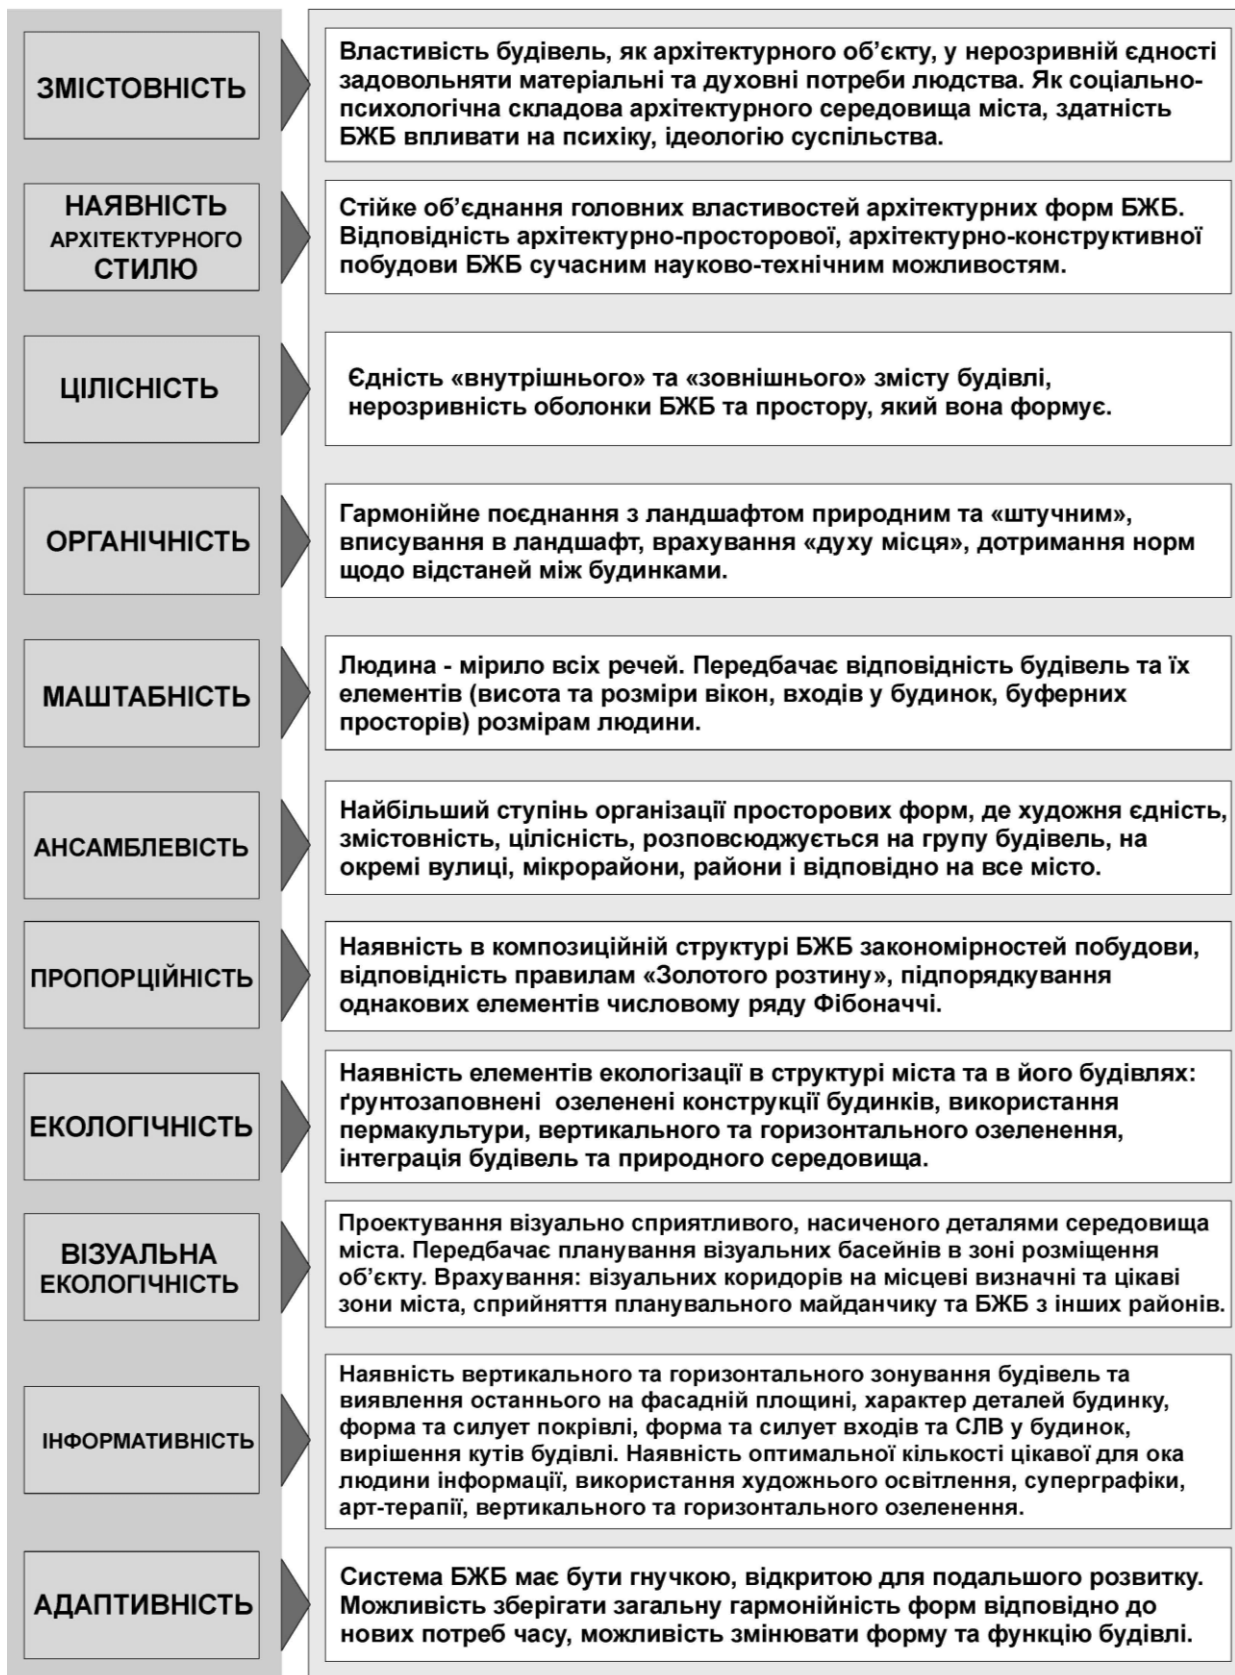 ЗМІСТОВНІСТЬ
Властивість будівель, як архітектурного об’єкту, у нерозривній єдності
задовольняти матеріальні та духовні потреби людства. Як соціально-
психологічна складова архітектурного середовища міста, здатність
БЖБ впливати на психіку, ідеологію суспільства.
НАЯВНІСТЬ
АРХІТЕКТУРНОГО
СТИЛЮ
Стійке об’єднання головних властивостей архітектурних форм БЖБ.
Відповідність архітектурно-просторової, архітектурно-конструктивної
побудови БЖБ сучасним науково-технічним можливостям.
ЦІЛІСНІСТЬ
Єдність «внутрішнього» та «зовнішнього» змісту будівлі,
нерозривність оболонки БЖБ та простору, який вона формує.
ОРГАНІЧНІСТЬ
Гармонійне поєднання з ландшафтом природним та «штучним»,
вписування в ландшафт, врахування «духу місця», дотримання норм
щодо відстаней між будинками.
МАШТАБНІСТЬ
Людина - мірило всіх речей. Передбачає відповідність будівель та їх
елементів (висота та розміри вікон, входів у будинок, буферних
просторів) розмірам людини.
АНСАМБЛЕВІСТЬ
Найбільший ступінь організації просторових форм, де художня єдність,
змістовність, цілісність, розповсюджується на групу будівель, на
окремі вулиці, мікрорайони, райони і відповідно на все місто.
ПРОПОРЦІЙНІСТЬ
Наявність в композиційній структурі БЖБ закономірностей побудови,
відповідність правилам «Золотого розтину», підпорядкування
однакових елементів числовому ряду Фібоначчі.
ЕКОЛОГІЧНІСТЬ
Наявність елементів екологізації в структурі міста та в його будівлях:
ґрунтозаповнені озеленені конструкції будинків, використання
пермакультури, вертикального та горизонтального озеленення,
інтеграція будівель та природного середовища.
ВІЗУАЛЬНА
ЕКОЛОГІЧНІСТЬ
Проектування візуально сприятливого, насиченого деталями середовища
міста. Передбачає планування візуальних басейнів в зоні розміщення
об’єкту. Врахування: візуальних коридорів на місцеві визначні та цікаві
зони міста, сприйняття планувального майданчику та БЖБ з інших районів.
ІНФОРМАТИВНІСТЬ
Наявність вертикального та горизонтального зонування будівель та
виявлення останнього на фасадній площині, характер деталей будинку,
форма та силует покрівлі, форма та силует входів та СЛВ у будинок,
вирішення кутів будівлі. Наявність оптимальної кількості цікавої для ока
людини інформації, використання художнього освітлення, суперграфіки,
арт-терапії, вертикального та горизонтального озеленення.
АДАПТИВНІСТЬ
Система БЖБ має бути гнучкою, відкритою для подальшого розвитку.
Можливість зберігати загальну гармонійність форм відповідно до
нових потреб часу, можливість змінювати форму та функцію будівлі.